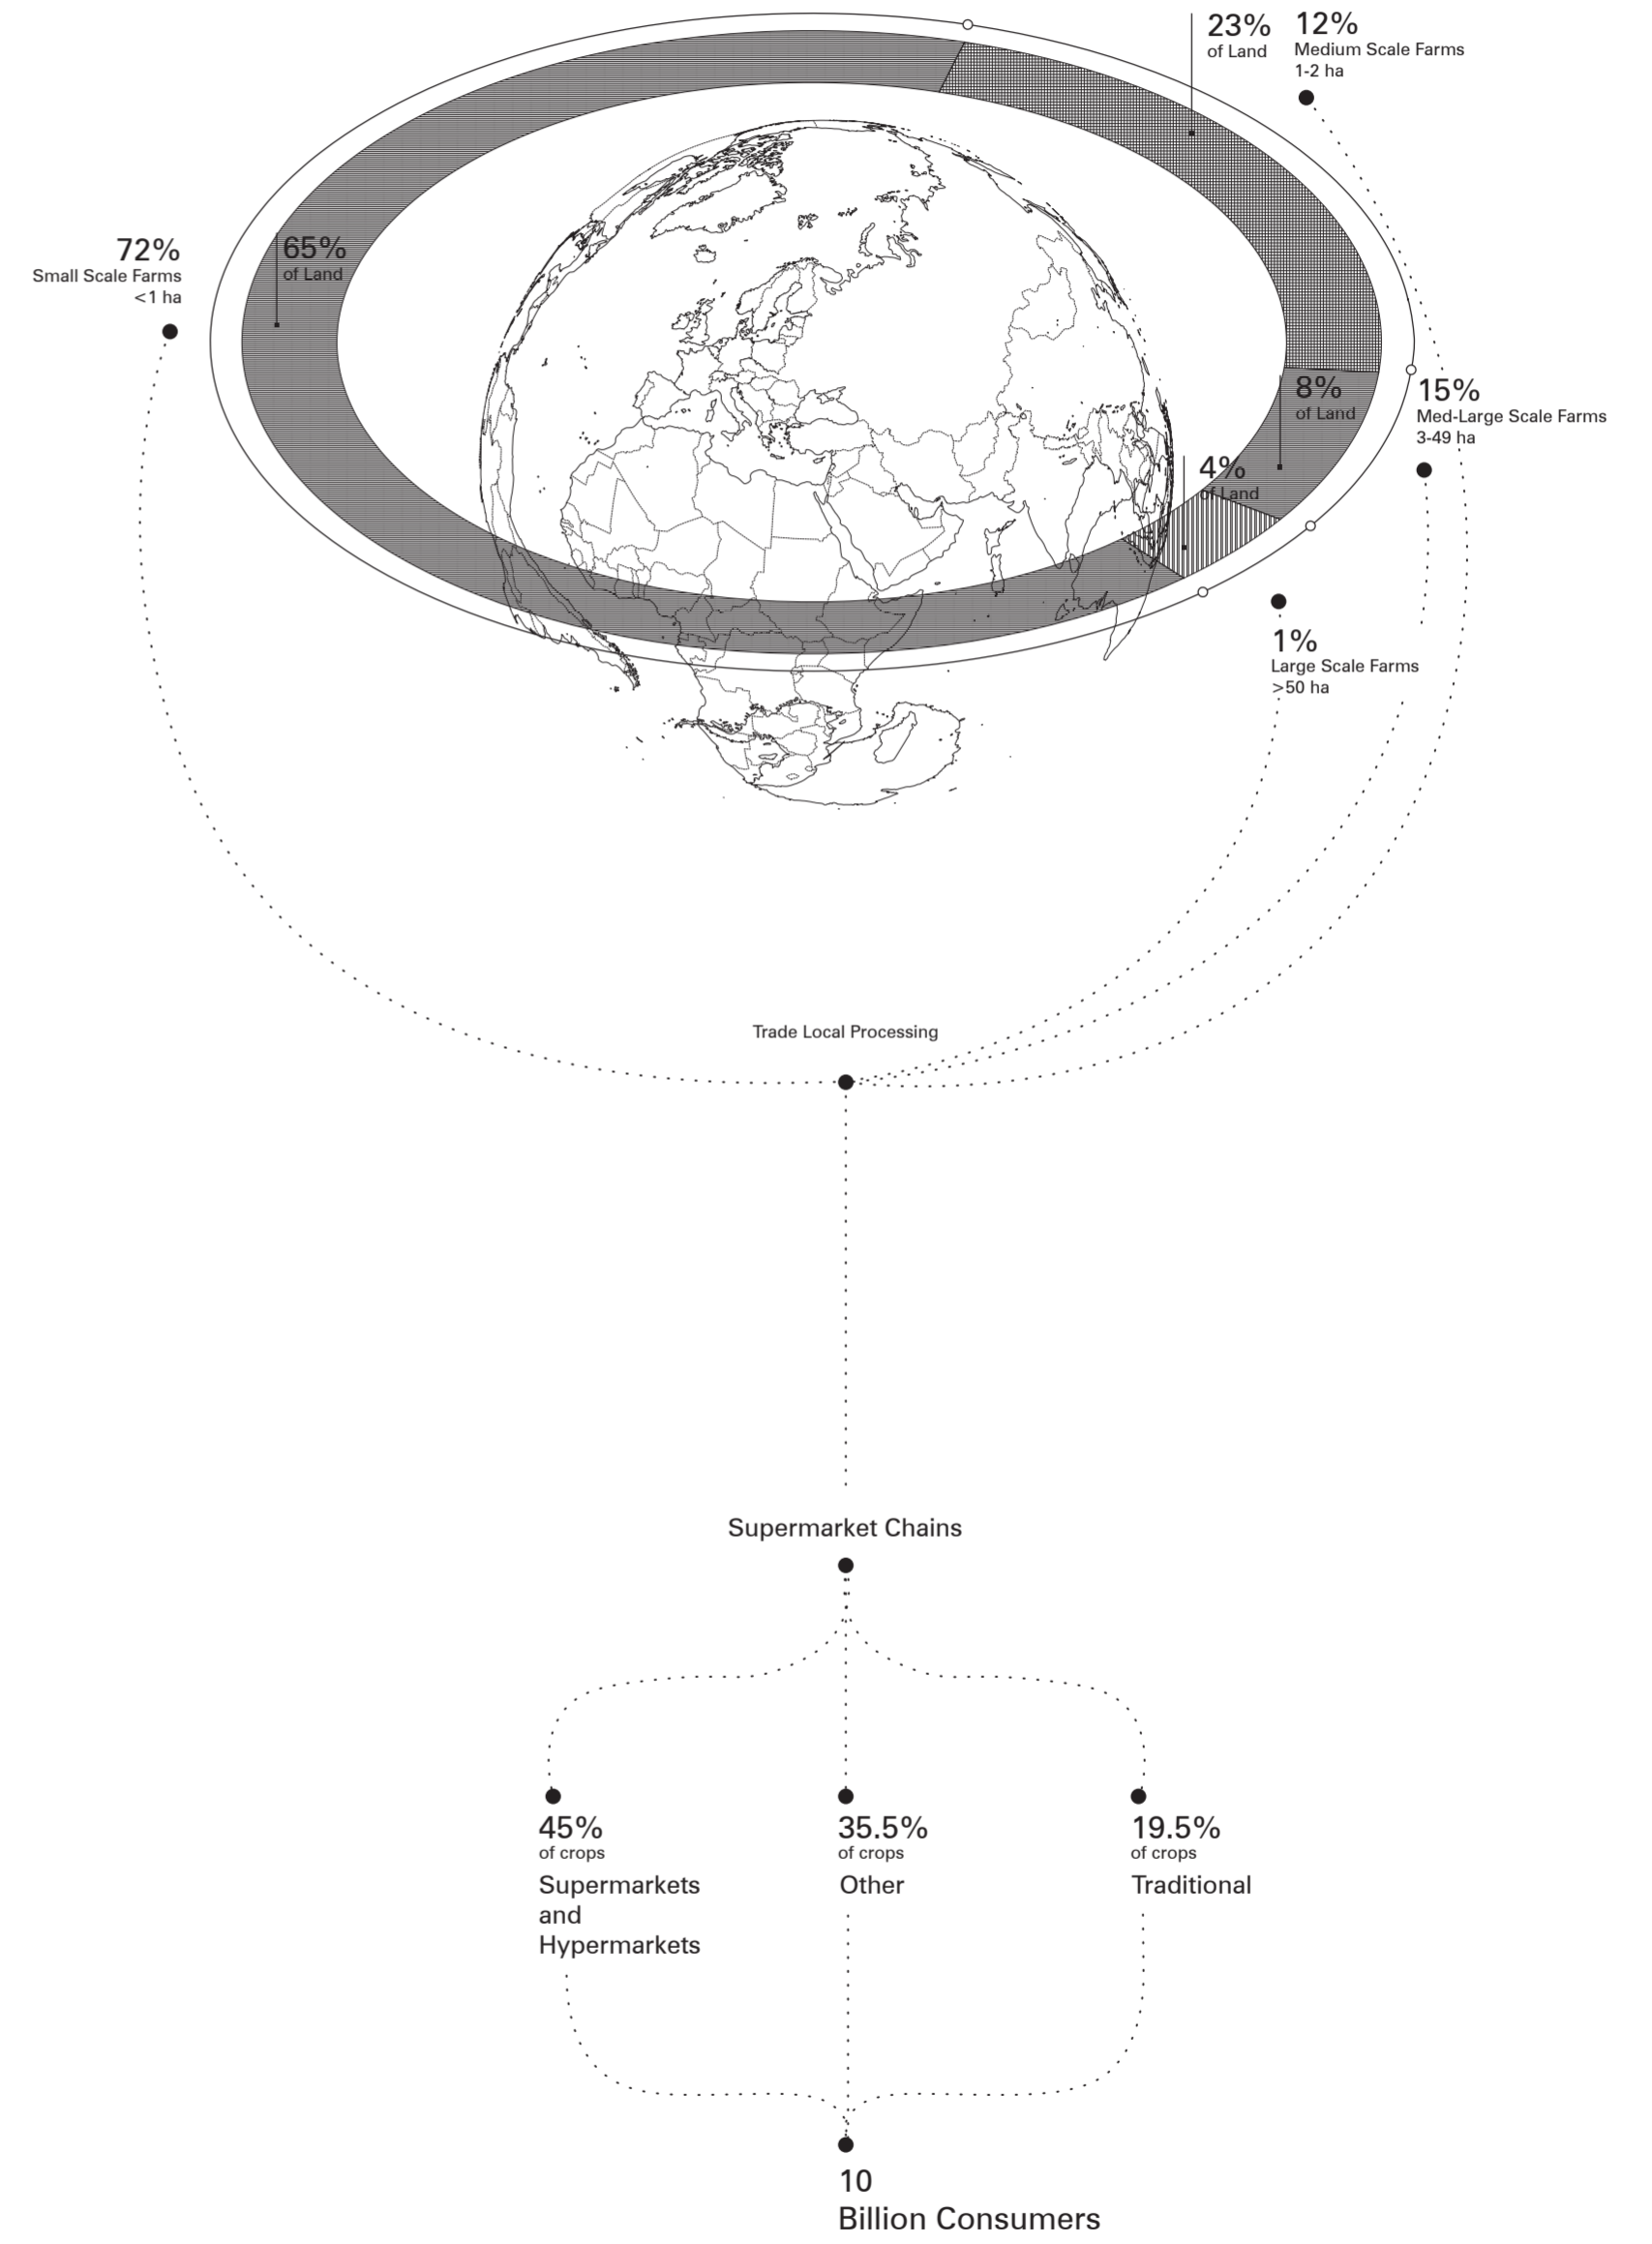 23%
of Land
12%
Medium Scale Farms
1-2 ha
72%
Small Scale Farms
<1 ha
65%
of Land
8%
of Land
15%
Med-Large Scale Farms
3-49 ha
4%
of Land
1%
Large Scale Farms
>50 ha
Trade Local Processing
Supermarket Chains
45%
of crops
Supermarkets
and
Hypermarkets
35.5%
of crops
Other
19.5%
of crops
Traditional
10
Billion Consumers